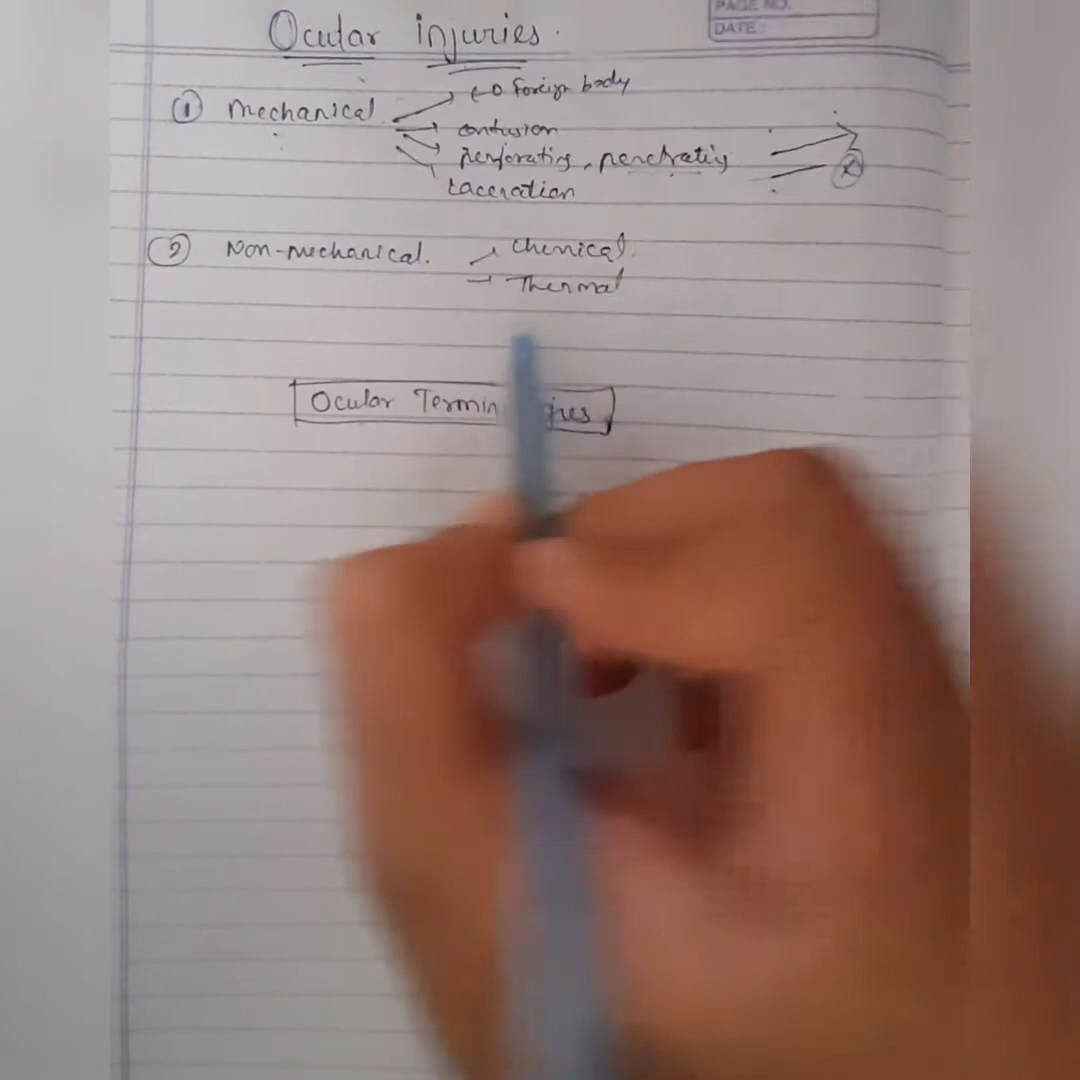 PAGE NO.
DATE:
Ocular injuries.
① Mechanical Foreign body
contusion
perforating, penetrating
Laceration
② Non-mechanical. Chemical.
Thermal
Ocular